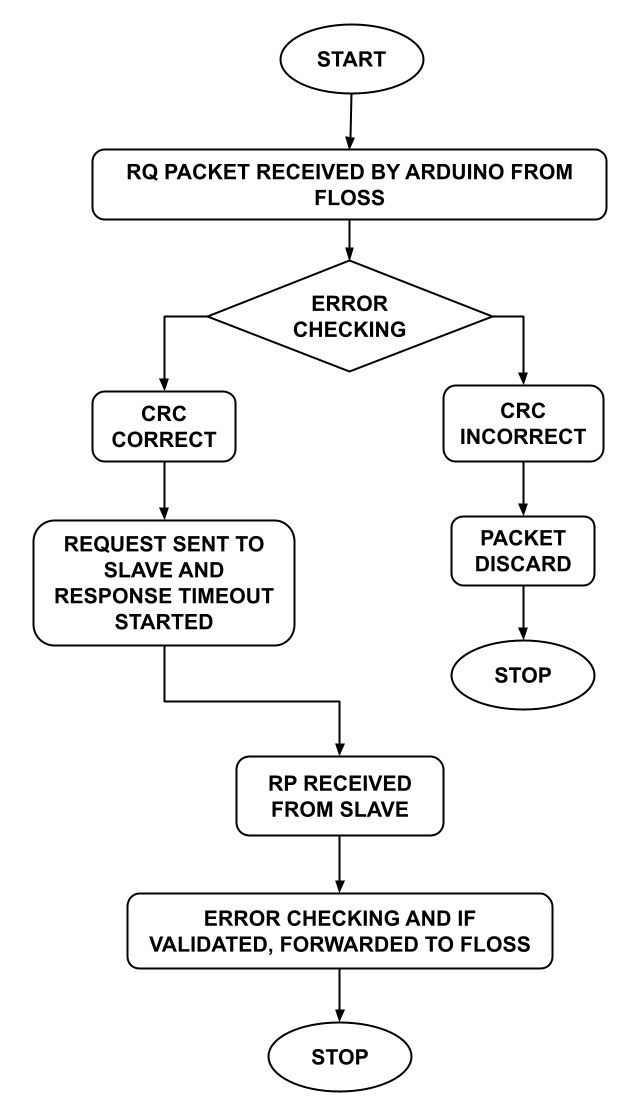 START
RQ PACKET RECEIVED BY ARDUINO FROM
FLOSS
ERROR
CHECKING
CRC
CORRECT
CRC
INCORRECT
REQUEST SENT TO
SLAVE AND
RESPONSE TIMEOUT
STARTED
PACKET
DISCARD
STOP
RP RECEIVED
FROM SLAVE
ERROR CHECKING AND IF
VALIDATED, FORWARDED TO FLOSS
STOP